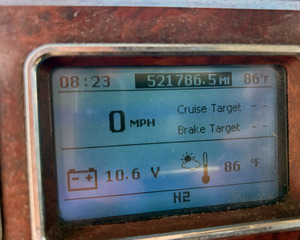 08:23 521786.5 MI 86°F
0 MPH
Cruise Target - -
Brake Target - -
10.6 V 86 °F
N2